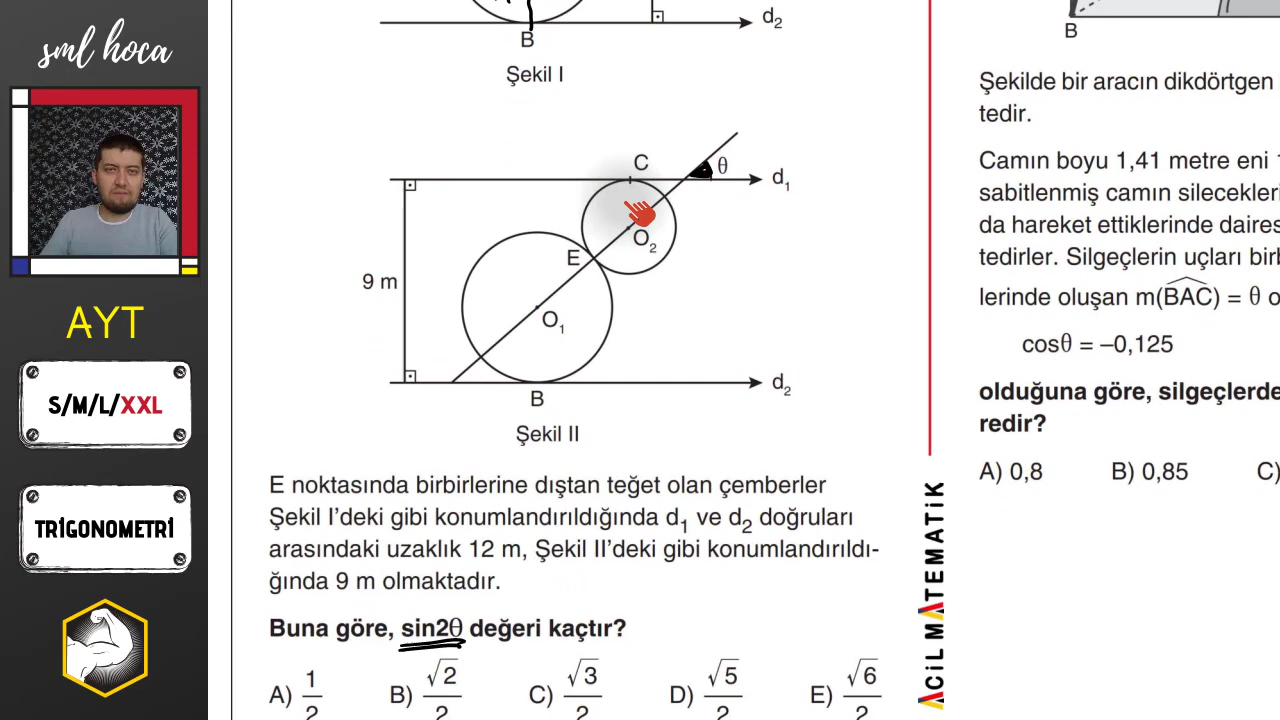 sml hoca
AYT
S/M/L/XXL
TRİGONOMETRİ
d2
B
Şekil I
C
θ
d1
O2
E
9 m
O1
d2
B
Şekil II
E noktasında birbirlerine dıştan teğet olan çemberler
Şekil I’deki gibi konumlandırıldığında d1 ve d2 doğruları
arasındaki uzaklık 12 m, Şekil II’deki gibi konumlandırıldı-
ğında 9 m olmaktadır.
Buna göre, sin2θ değeri kaçtır?
A) 1/2 B) √2/2 C) √3/2 D) √5/2 E) √6/2
ACİL MATEMATİK
B
Şekilde bir aracın dikdörtgen
tedir.
Camın boyu 1,41 metre eni
sabitlenmiş camın silecekleri
da hareket ettiklerinde daires
tedirler. Silgeçlerin uçları birb
lerinde oluşan m(BAC) = θ o
cosθ = –0,125
olduğuna göre, silgeçlerde
redir?
A) 0,8 B) 0,85 C)